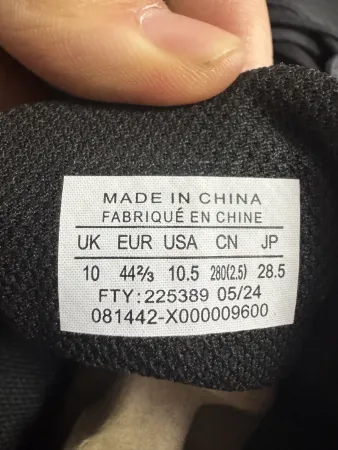 MADE IN CHINA
FABRIQUÉ EN CHINE
UK EUR USA CN JP
10 44⅔ 10.5 280(2.5) 28.5
FTY: 225389 05/24
081442-X000009600